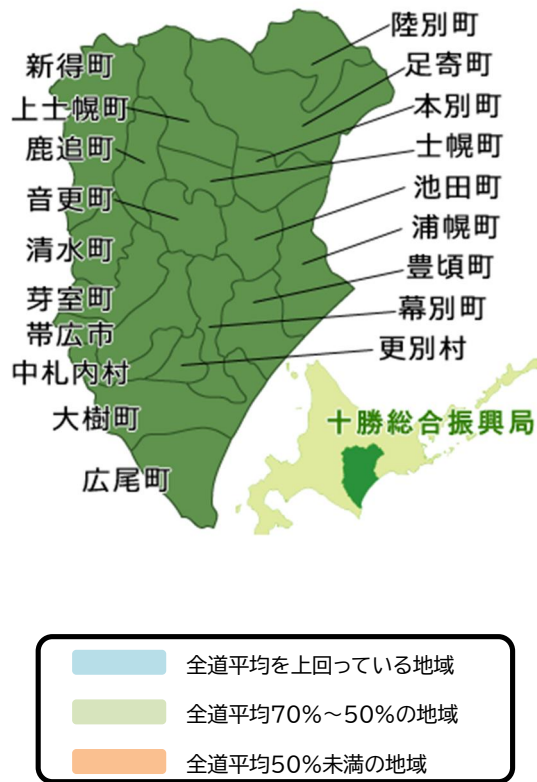 陸別町
新得町
足寄町
上士幌町
本別町
鹿追町
士幌町
音更町
池田町
清水町
浦幌町
豊頃町
芽室町
幕別町
帯広市
更別村
中札内村
大樹町
十勝総合振興局
広尾町
全道平均を上回っている地域
全道平均70%~50%の地域
全道平均50%未満の地域